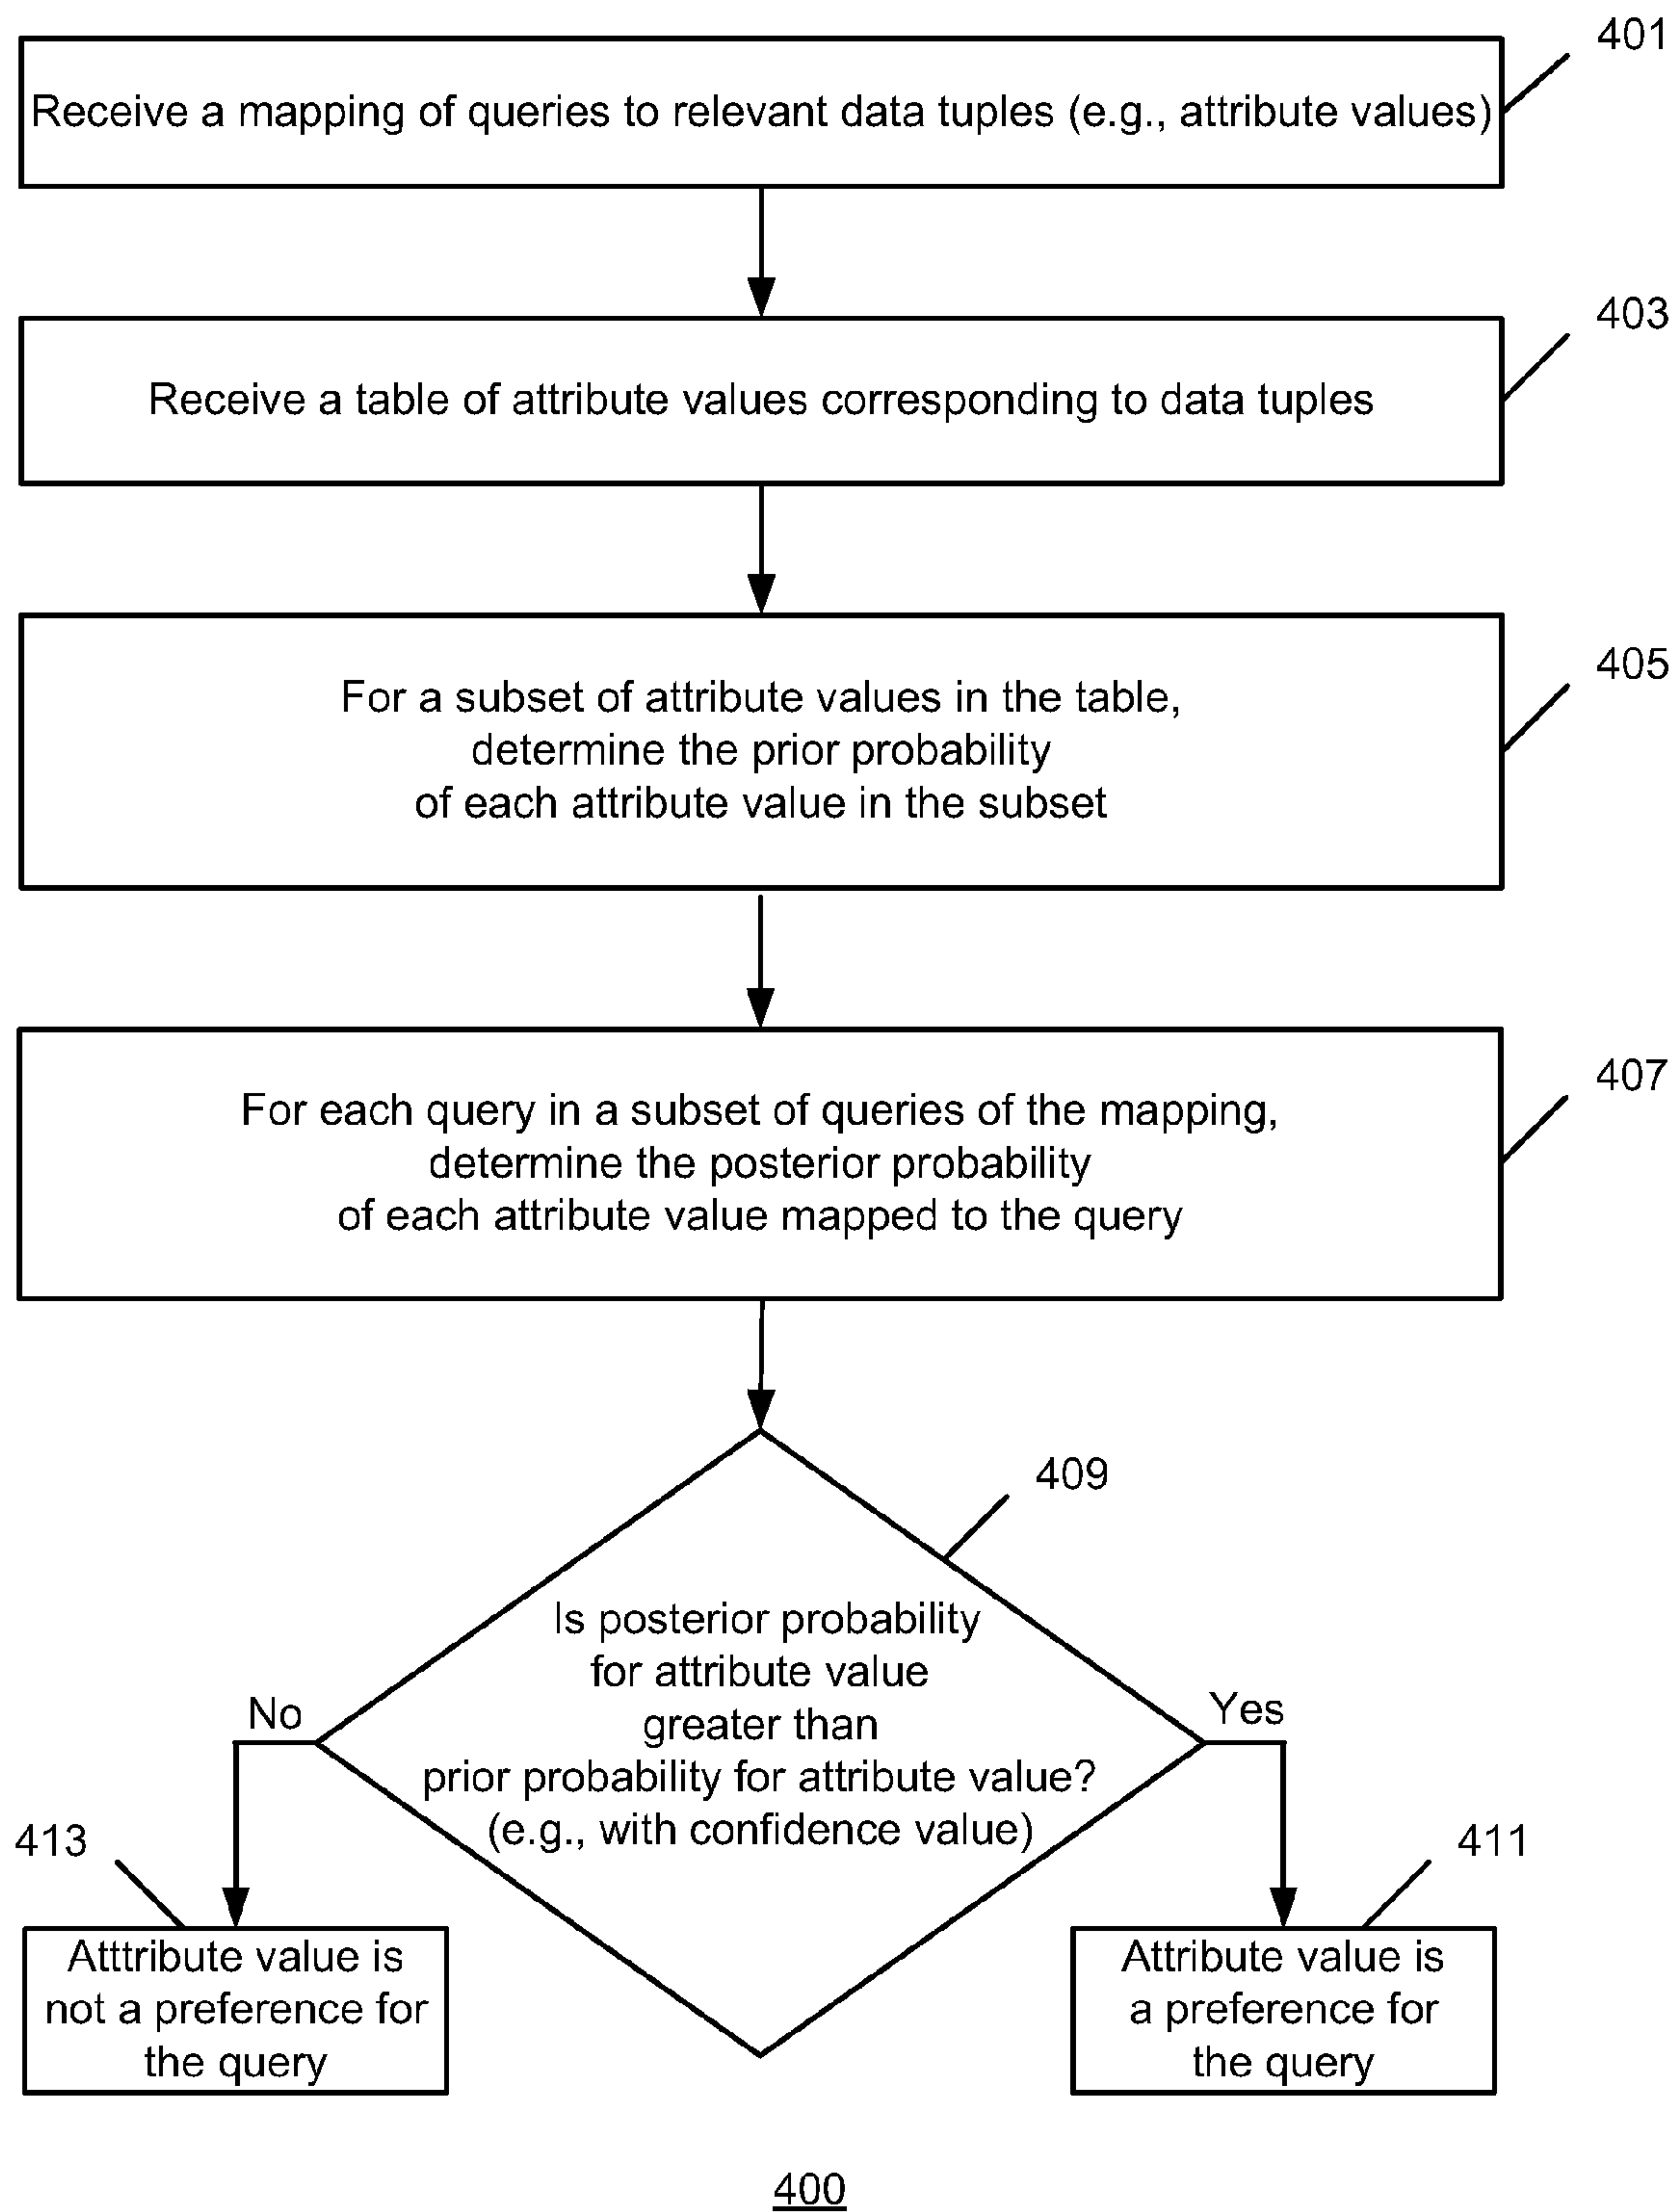 401
Receive a mapping of queries to relevant data tuples (e.g., attribute values)
403
Receive a table of attribute values corresponding to data tuples
405
For a subset of attribute values in the table,
determine the prior probability
of each attribute value in the subset
407
For each query in a subset of queries of the mapping,
determine the posterior probability
of each attribute value mapped to the query
409
Is posterior probability
for attribute value
greater than
prior probability for attribute value?
(e.g., with confidence value)
No
Yes
413
411
Atttribute value is
not a preference for
the query
Attribute value is
a preference for
the query
400